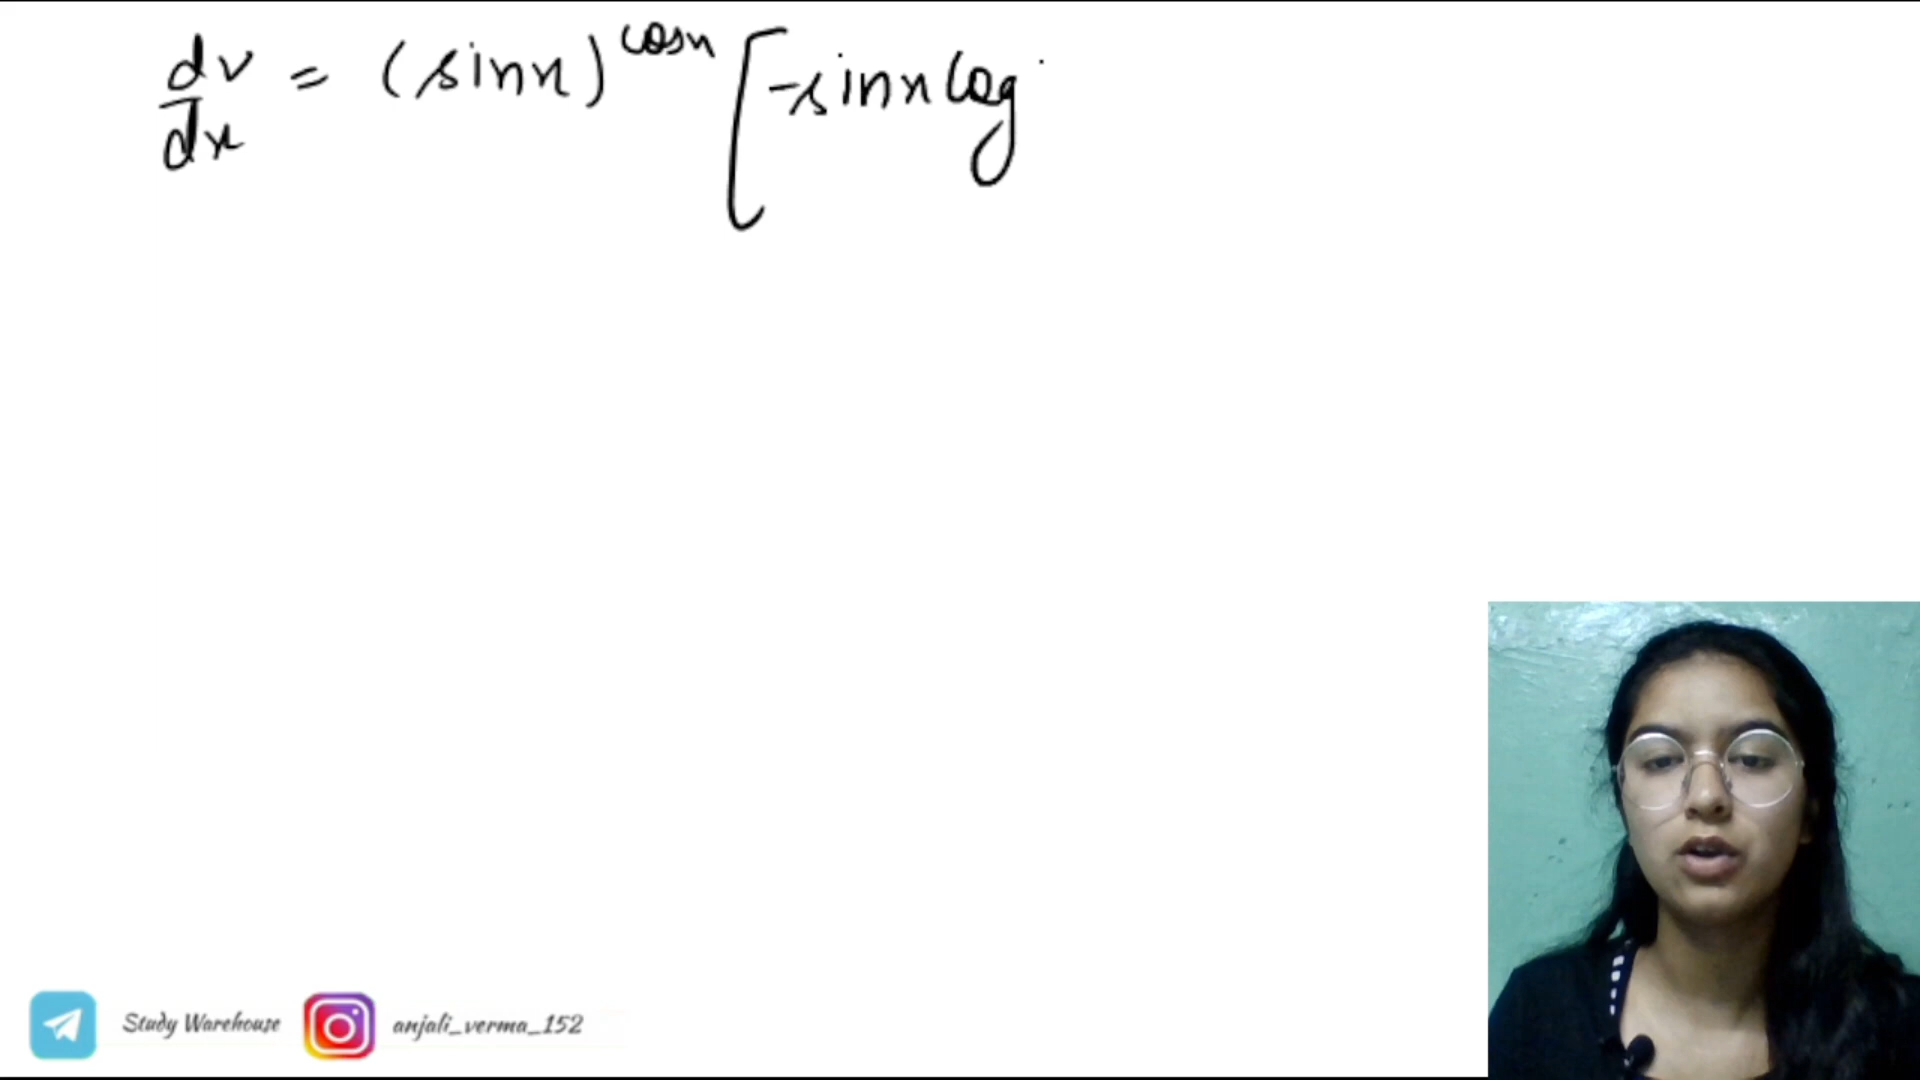 dv/dx = (sinx)^cosx [-sinx log
Study Warehouse anjali_verma_152